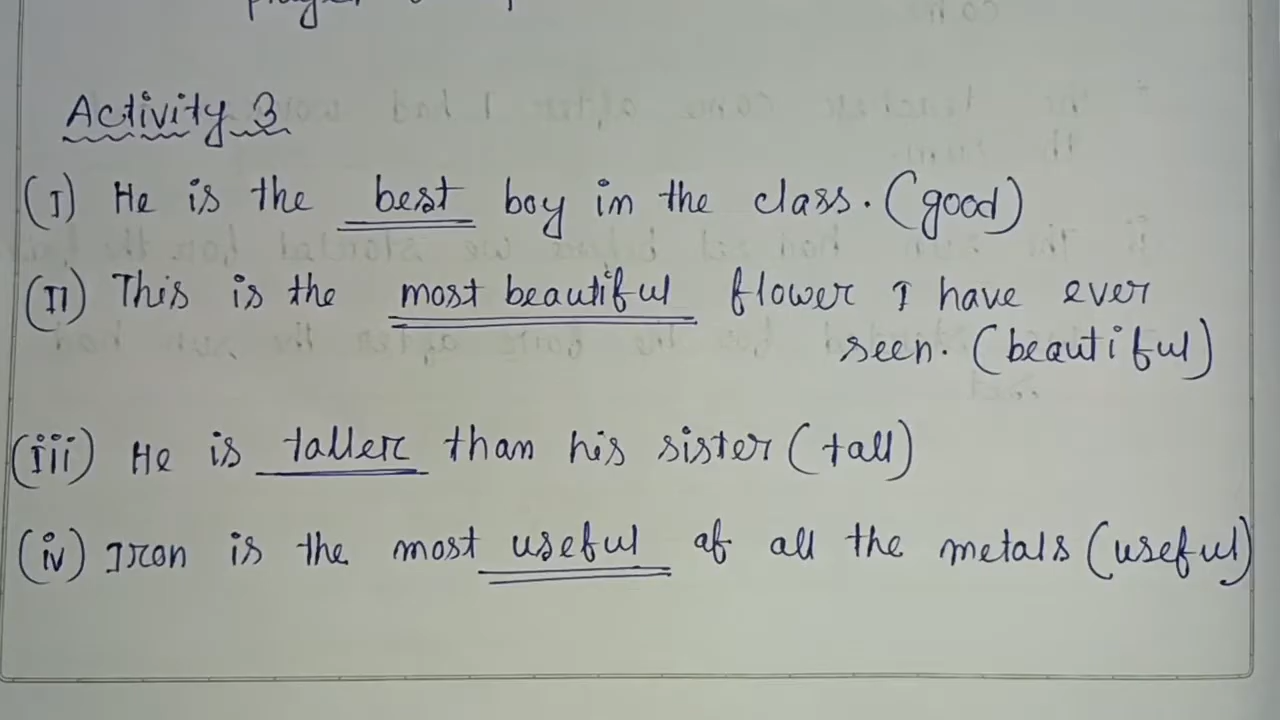 Activity 3
(I) He is the best boy in the class. (good)
(II) This is the most beautiful flower I have ever
seen. (beautiful)
(iii) He is taller than his sister (tall)
(iv) Iron is the most useful of all the metals (useful)